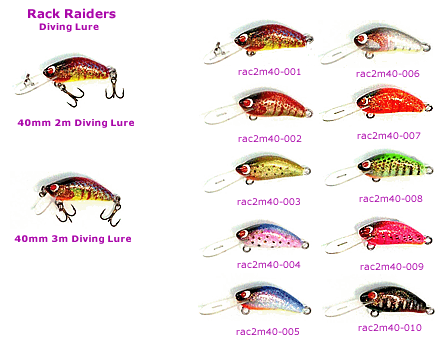 Rack Raiders
Diving Lure
40mm 2m Diving Lure
40mm 3m Diving Lure
rac2m40-001
rac2m40-006
rac2m40-002
rac2m40-007
rac2m40-003
rac2m40-008
rac2m40-004
rac2m40-009
rac2m40-005
rac2m40-010